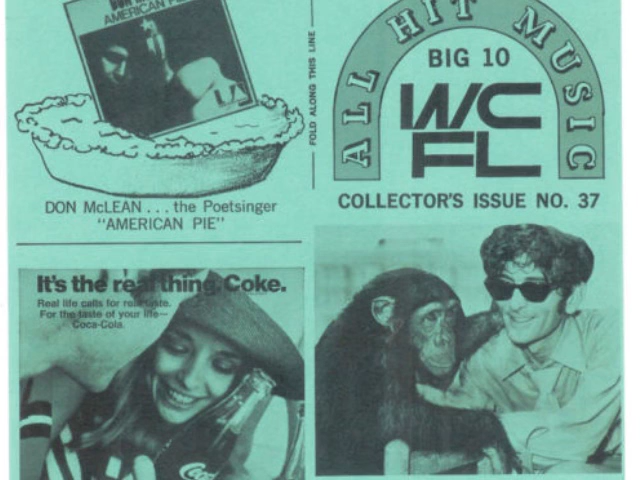 DON McLEAN
AMERICAN PIE
DON McLEAN . . . the Poetsinger
"AMERICAN PIE"
FOLD ALONG THIS LINE
ALL HIT MUSIC
BIG 10
WCFL
COLLECTOR'S ISSUE NO. 37
It's the real thing. Coke.
Real life calls for real taste.
For the taste of your life—
Coca-Cola.